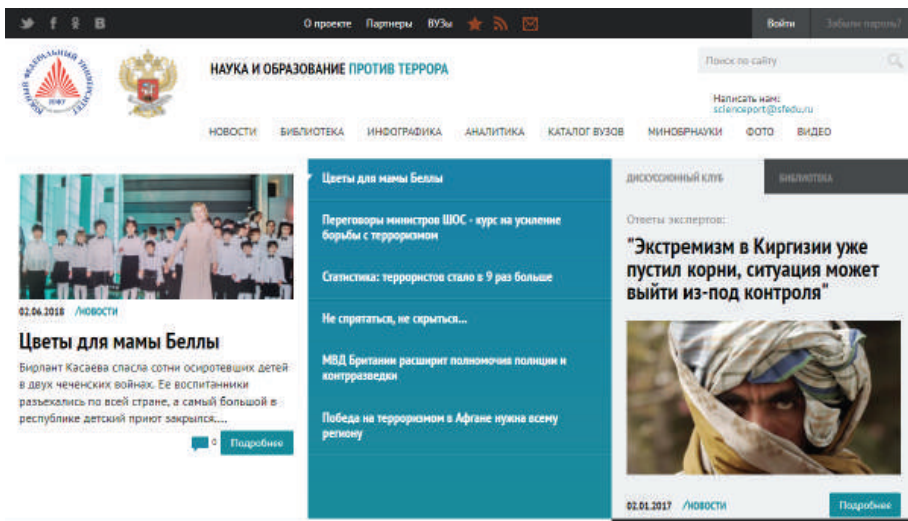 О проекте Партнеры ВУЗы
Войти Забыли пароль?
ЮЖНЫЙ ФЕДЕРАЛЬНЫЙ УНИВЕРСИТЕТ
НАУКА И ОБРАЗОВАНИЕ ПРОТИВ ТЕРРОРА
Поиск по сайту
Написать нам:
scienceport@sfedu.ru
НОВОСТИ БИБЛИОТЕКА ИНФОГРАФИКА АНАЛИТИКА КАТАЛОГ ВУЗОВ МИНОБРНАУКИ ФОТО ВИДЕО
02.06.2018 /НОВОСТИ
Цветы для мамы Беллы
Бирлант Касаева спасла сотни осиротевших детей
в двух чеченских войнах. Ее воспитанники
разъехались по всей стране, а самый большой в
республике детский приют закрылся....
0 Подробнее
Цветы для мамы Беллы
Переговоры министров ШОС - курс на усиление
борьбы с терроризмом
Статистика: террористов стало в 9 раз больше
Не спрятаться, не скрыться...
МВД Британии расширит полномочия полиции и
контрразведки
Победа на терроризмом в Афгане нужна всему
региону
ДИСКУССИОННЫЙ КЛУБ БИБЛИОТЕКА
Ответы экспертов:
"Экстремизм в Киргизии уже
пустил корни, ситуация может
выйти из-под контроля"
02.01.2017 /НОВОСТИ
Подробнее